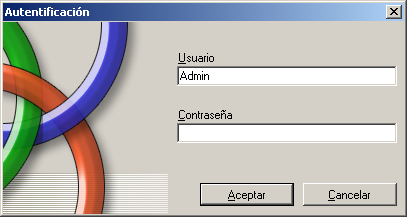 Autentificación
Usuario
Admin
Contraseña
Aceptar
Cancelar